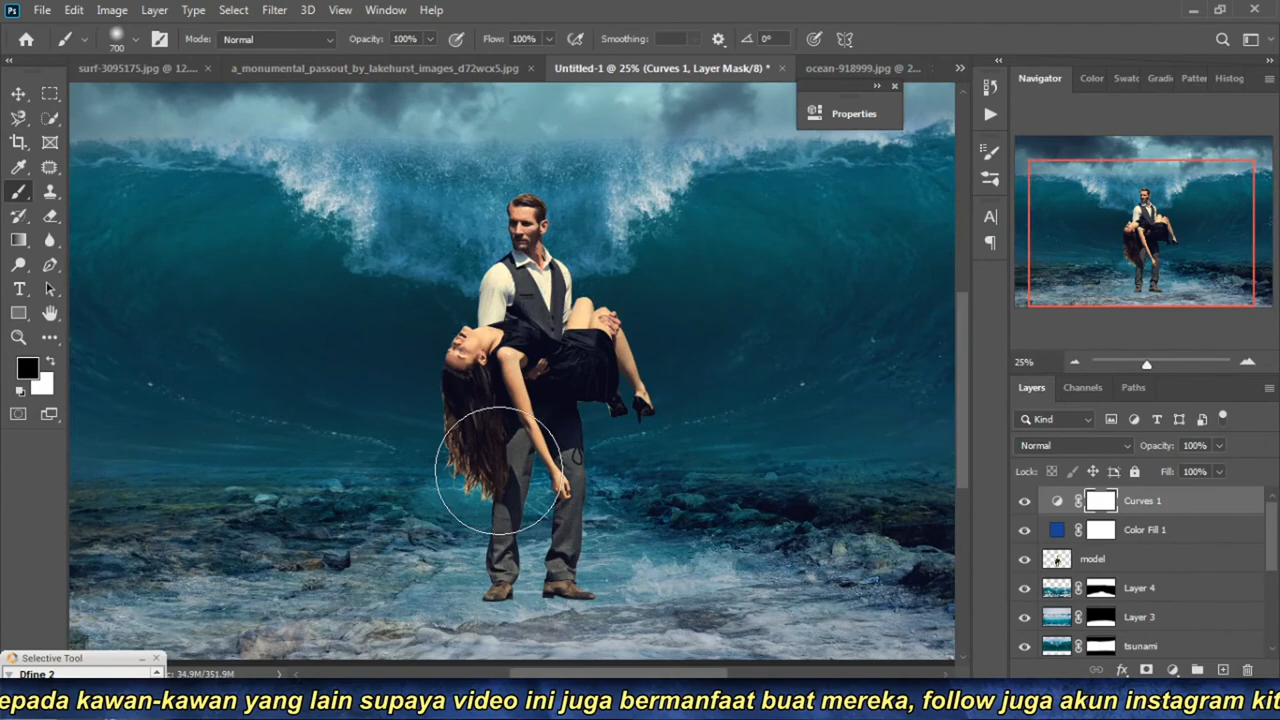 Ps File Edit Image Layer Type Select Filter 3D View Window Help
700 Mode: Normal Opacity: 100% Flow: 100% Smoothing: 0°
surf-3095175.jpg @ 12.... × a_monumental_passout_by_lakehurst_images_d72wcx5.jpg Untitled-1 @ 25% (Curves 1, Layer Mask/8) * × ocean-918999.jpg @ 2...
Navigator Color Swatc Gradi Patter Histog
Properties
25%
Layers Channels Paths
Kind
Normal Opacity: 100%
Lock: Fill: 100%
Curves 1
Color Fill 1
model
Layer 4
Layer 3
tsunami
Selective Tool
Dfine 2 : 34.9M/351.9M
epada kawan-kawan yang lain supaya video ini juga bermanfaat buat mereka, follow juga akun instagram kit